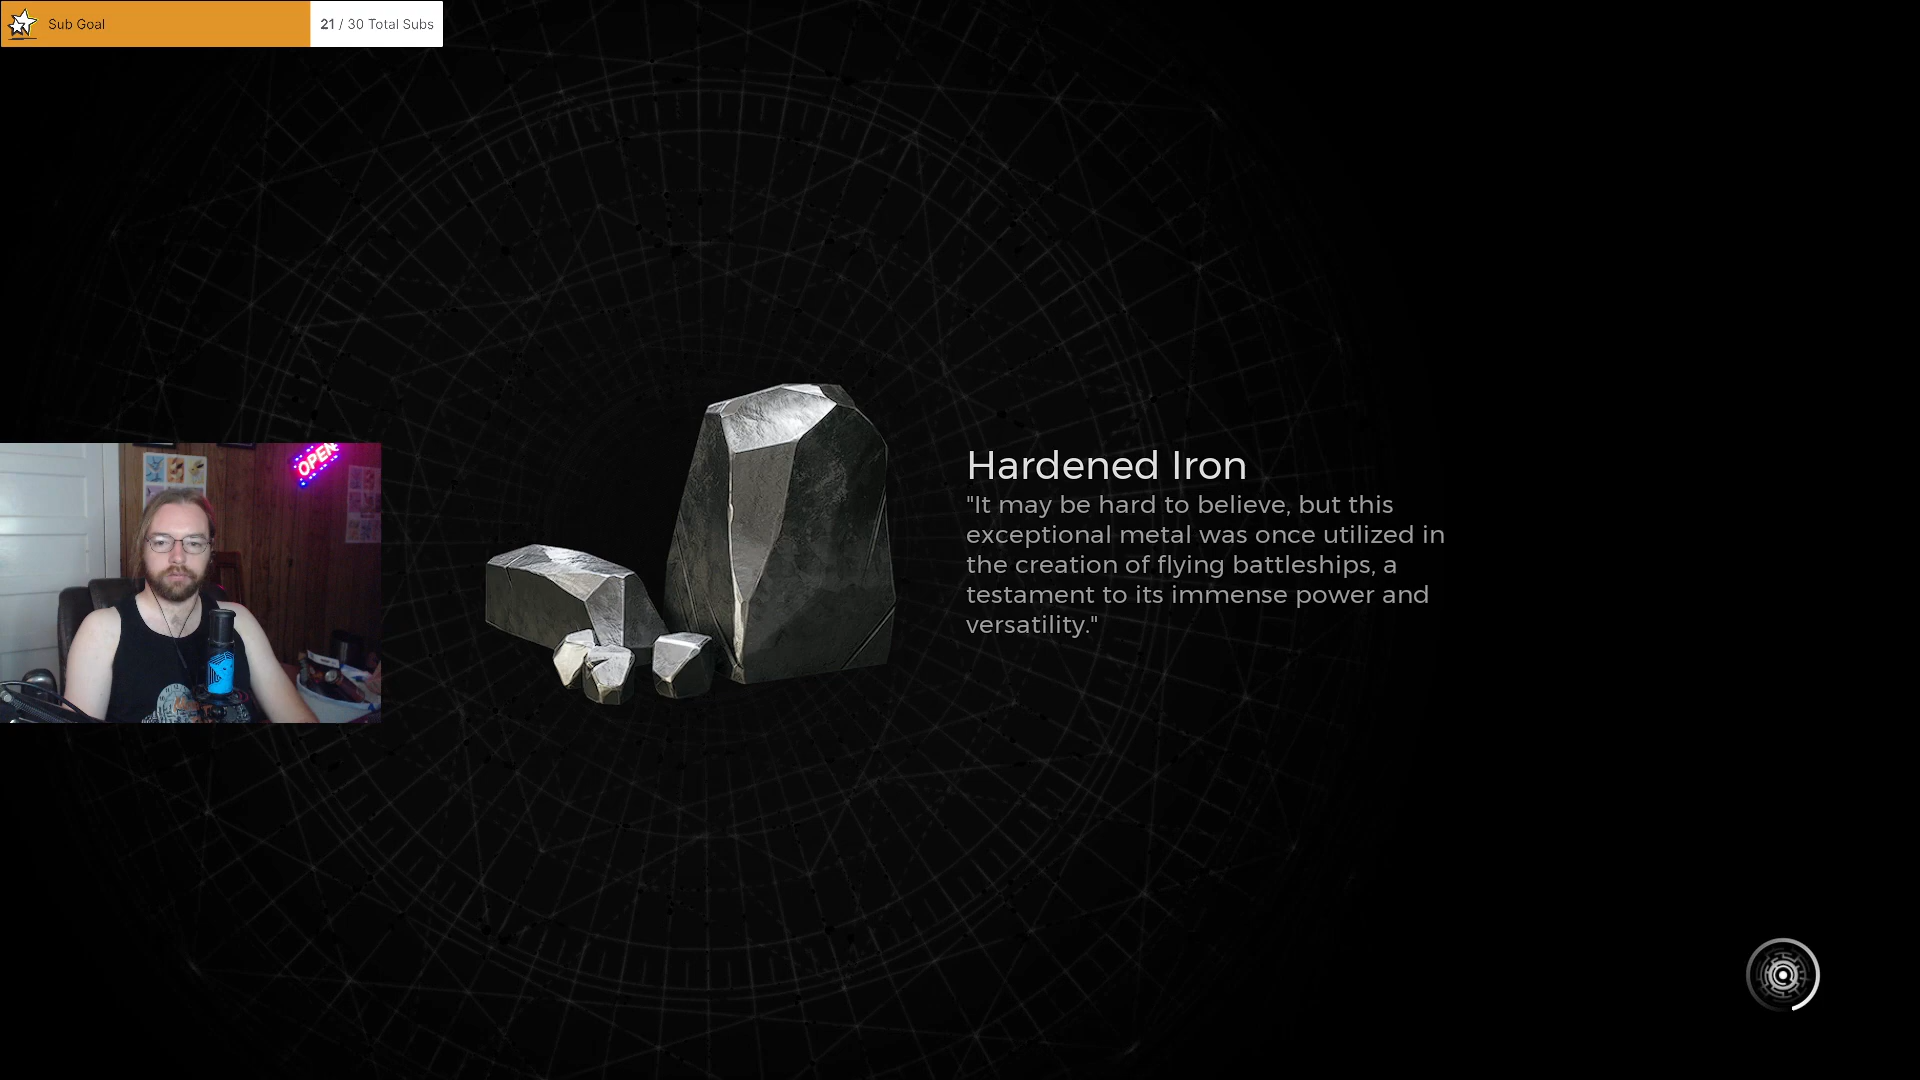 Sub Goal
21 / 30 Total Subs
OPEN
Hardened Iron
"It may be hard to believe, but this
exceptional metal was once utilized in
the creation of flying battleships, a
testament to its immense power and
versatility."